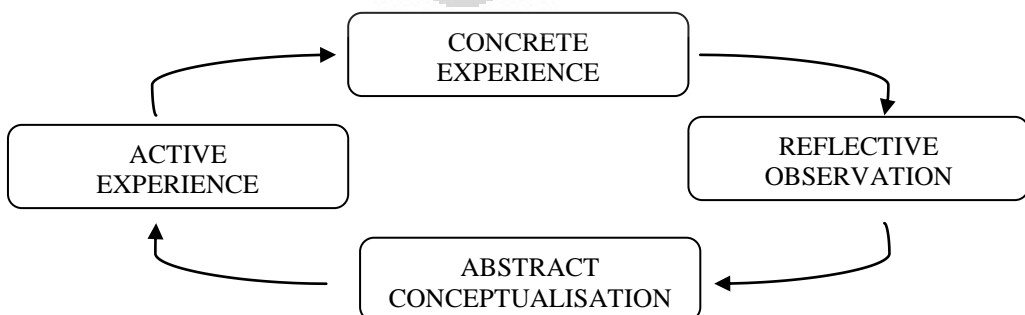 CONCRETE
EXPERIENCE
REFLECTIVE
OBSERVATION
ABSTRACT
CONCEPTUALISATION
ACTIVE
EXPERIENCE